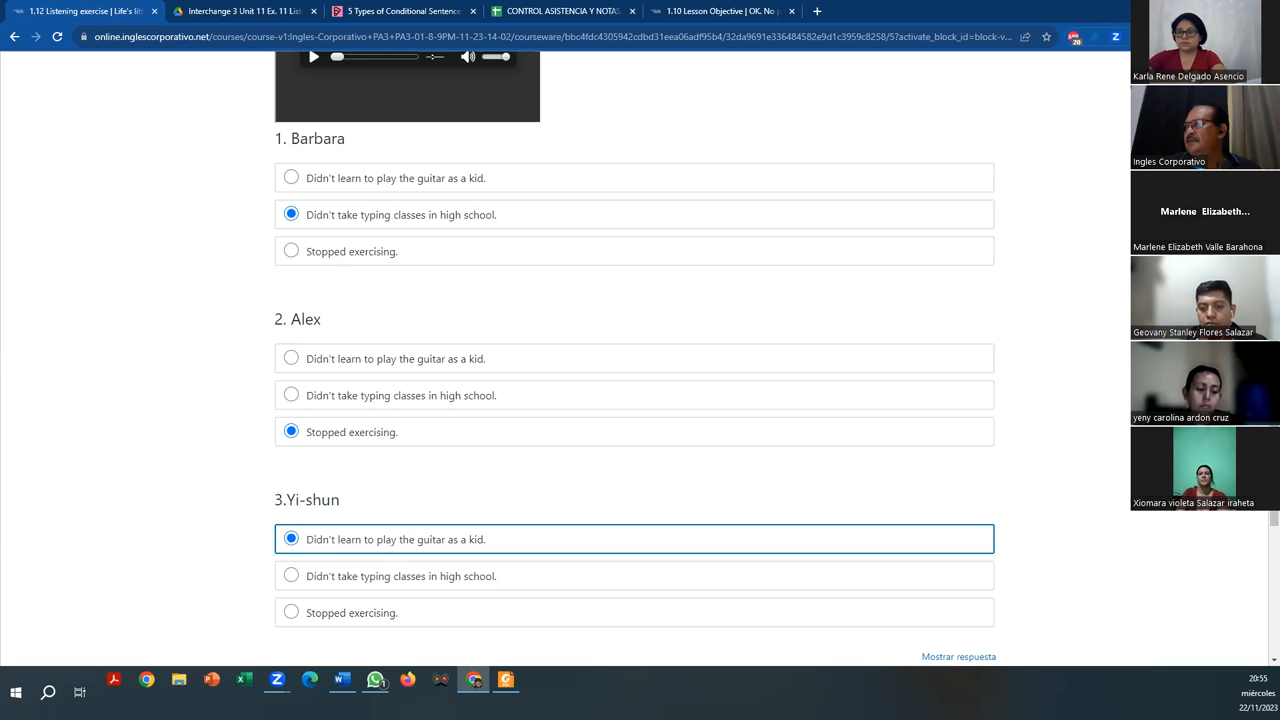 1.12 Listening exercise | Life's litt
Interchange 3 Unit 11 Ex. 11 List
5 Types of Conditional Sentence
CONTROL ASISTENCIA Y NOTAS
1.10 Lesson Objective | OK. No p
online.inglescorporativo.net/courses/course-v1:Ingles-Corporativo+PA3+PA3-01-8-9PM-11-23-14-02/courseware/bbc4fdc4305942cdbd31eea06adf95b4/32da9691e336484582e9d1c3959c8258/5?activate_block_id=block-v...
20
1. Barbara
Didn't learn to play the guitar as a kid.
Didn't take typing classes in high school.
Stopped exercising.
2. Alex
Didn't learn to play the guitar as a kid.
Didn't take typing classes in high school.
Stopped exercising.
3.Yi-shun
Didn't learn to play the guitar as a kid.
Didn't take typing classes in high school.
Stopped exercising.
Mostrar respuesta
Karla Rene Delgado Asencio
Ingles Corporativo
Marlene Elizabeth...
Marlene Elizabeth Valle Barahona
Geovany Stanley Flores Salazar
yeny carolina ardon cruz
Xiomara violeta Salazar iraheta
20:55
miércoles
22/11/2023